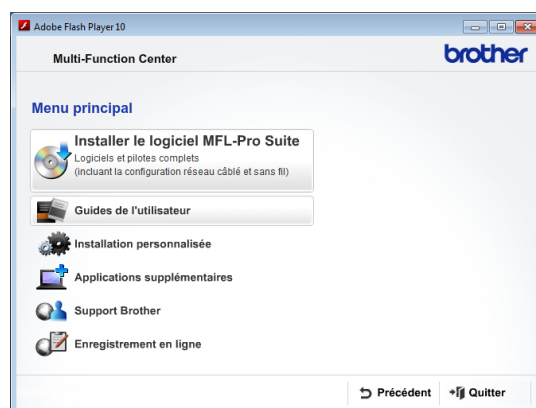 Adobe Flash Player 10
Multi-Function Center
brother
Menu principal
Installer le logiciel MFL-Pro Suite
Logiciels et pilotes complets
(incluant la configuration réseau câblé et sans fil)
Guides de l'utilisateur
Installation personnalisée
Applications supplémentaires
Support Brother
Enregistrement en ligne
Précédent
Quitter